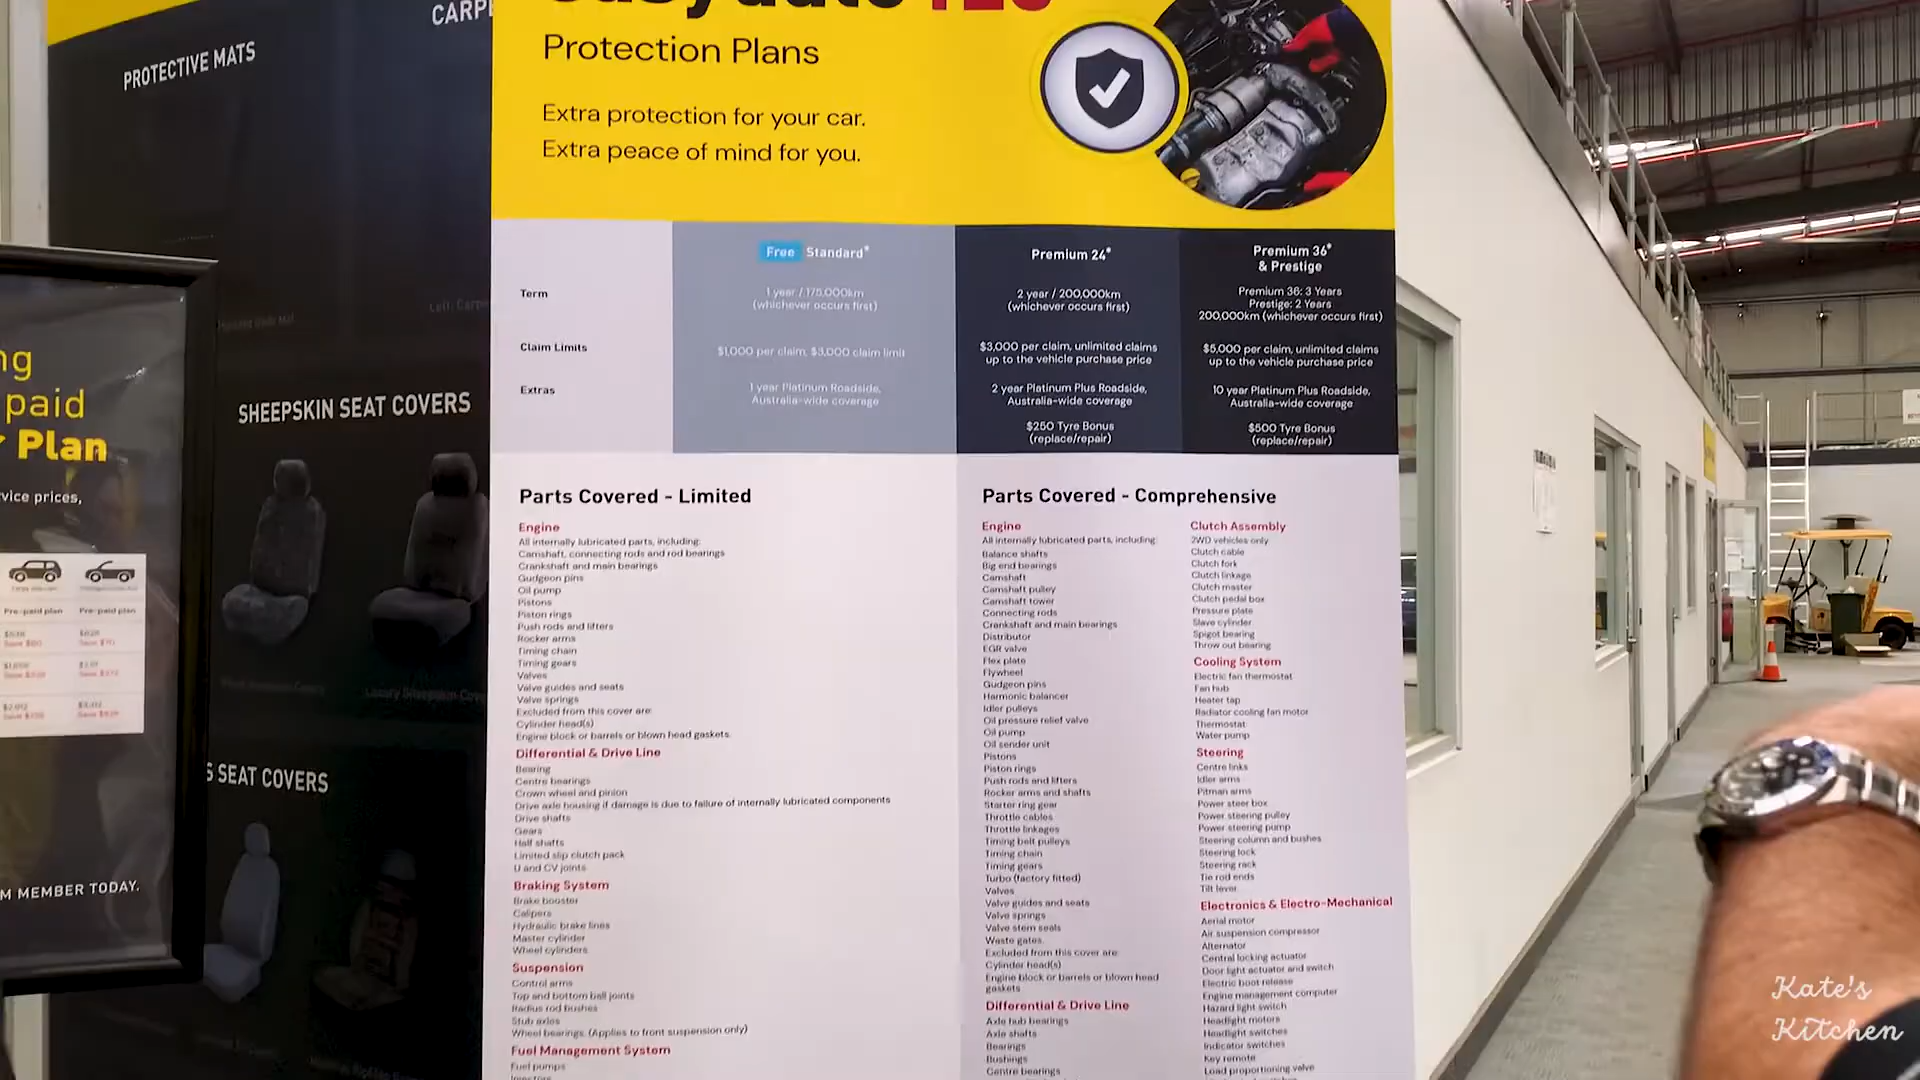 CARPE
PROTECTIVE MATS
SHEEPSKIN SEAT COVERS
S SEAT COVERS
ng
paid
Plan
vice prices,
Pre-paid plan Pre-paid plan
M MEMBER TODAY.
Protection Plans
Extra protection for your car.
Extra peace of mind for you.
Free Standard*
Premium 24*
Premium 36*
& Prestige
Term
1 year / 175,000km
(whichever occurs first)
2 year / 200,000km
(whichever occurs first)
Premium 36: 3 Years
Prestige: 2 Years
200,000km (whichever occurs first)
Claim Limits
$1,000 per claim, $3,000 claim limit
$3,000 per claim, unlimited claims
up to the vehicle purchase price
$5,000 per claim, unlimited claims
up to the vehicle purchase price
Extras
1 year Platinum Roadside,
Australia-wide coverage
2 year Platinum Plus Roadside,
Australia-wide coverage
10 year Platinum Plus Roadside,
Australia-wide coverage
$250 Tyre Bonus
(replace/repair)
$500 Tyre Bonus
(replace/repair)
Parts Covered - Limited
Engine
All internally lubricated parts, including:
Camshaft, connecting rods and rod bearings
Crankshaft and main bearings
Gudgeon pins
Oil pump
Pistons
Piston rings
Push rods and lifters
Rocker arms
Timing chain
Timing gears
Valves
Valve guides and seats
Valve springs
Excluded from this cover are:
Cylinder head(s)
Engine block or barrels or blown head gaskets.
Differential & Drive Line
Bearing
Centre bearings
Crown wheel and pinion
Drive axle housing if damage is due to failure of internally lubricated components
Drive shafts
Gears
Half shafts
Limited slip clutch pack
U and CV joints
Braking System
Brake booster
Calipers
Hydraulic brake lines
Master cylinder
Wheel cylinders
Suspension
Control arms
Top and bottom ball joints
Radius rod bushes
Stub axles
Wheel bearings. (Applies to front suspension only)
Fuel Management System
Fuel pumps
Injectors
Parts Covered - Comprehensive
Engine
All internally lubricated parts, including:
Balance shafts
Big end bearings
Camshaft
Camshaft pulley
Camshaft tower
Connecting rods
Crankshaft and main bearings
Distributor
EGR valve
Flex plate
Flywheel
Gudgeon pins
Harmonic balancer
Idler pulleys
Oil pressure relief valve
Oil pump
Oil sender unit
Pistons
Piston rings
Push rods and lifters
Rocker arms and shafts
Starter ring gear
Throttle cables
Throttle linkages
Timing belt pulleys
Timing chain
Timing gears
Turbo (factory fitted)
Valves
Valve guides and seats
Valve springs
Valve stem seals
Waste gates.
Excluded from this cover are:
Cylinder head(s)
Engine block or barrels or blown head
gaskets
Differential & Drive Line
Axle hub bearings
Axle shafts
Bearings
Bushings
Centre bearings
Clutch Assembly
2WD vehicles only
Clutch cable
Clutch fork
Clutch linkage
Clutch master
Clutch pedal box
Pressure plate
Slave cylinder
Spigot bearing
Throw out bearing
Cooling System
Electric fan thermostat
Fan hub
Heater tap
Radiator cooling fan motor
Thermostat
Water pump
Steering
Centre links
Idler arms
Pitman arms
Power steer box
Power steering pulley
Power steering pump
Steering column and bushes
Steering lock
Steering rack
Tie rod ends
Tilt lever
Electronics & Electro-Mechanical
Aerial motor
Air suspension compressor
Alternator
Central locking actuator
Door light actuator and switch
Electric boot release
Engine management computer
Hazard light switch
Headlight motors
Headlight switches
Indicator switches
Key remote
Load proportioning valve
Kate's
Kitchen